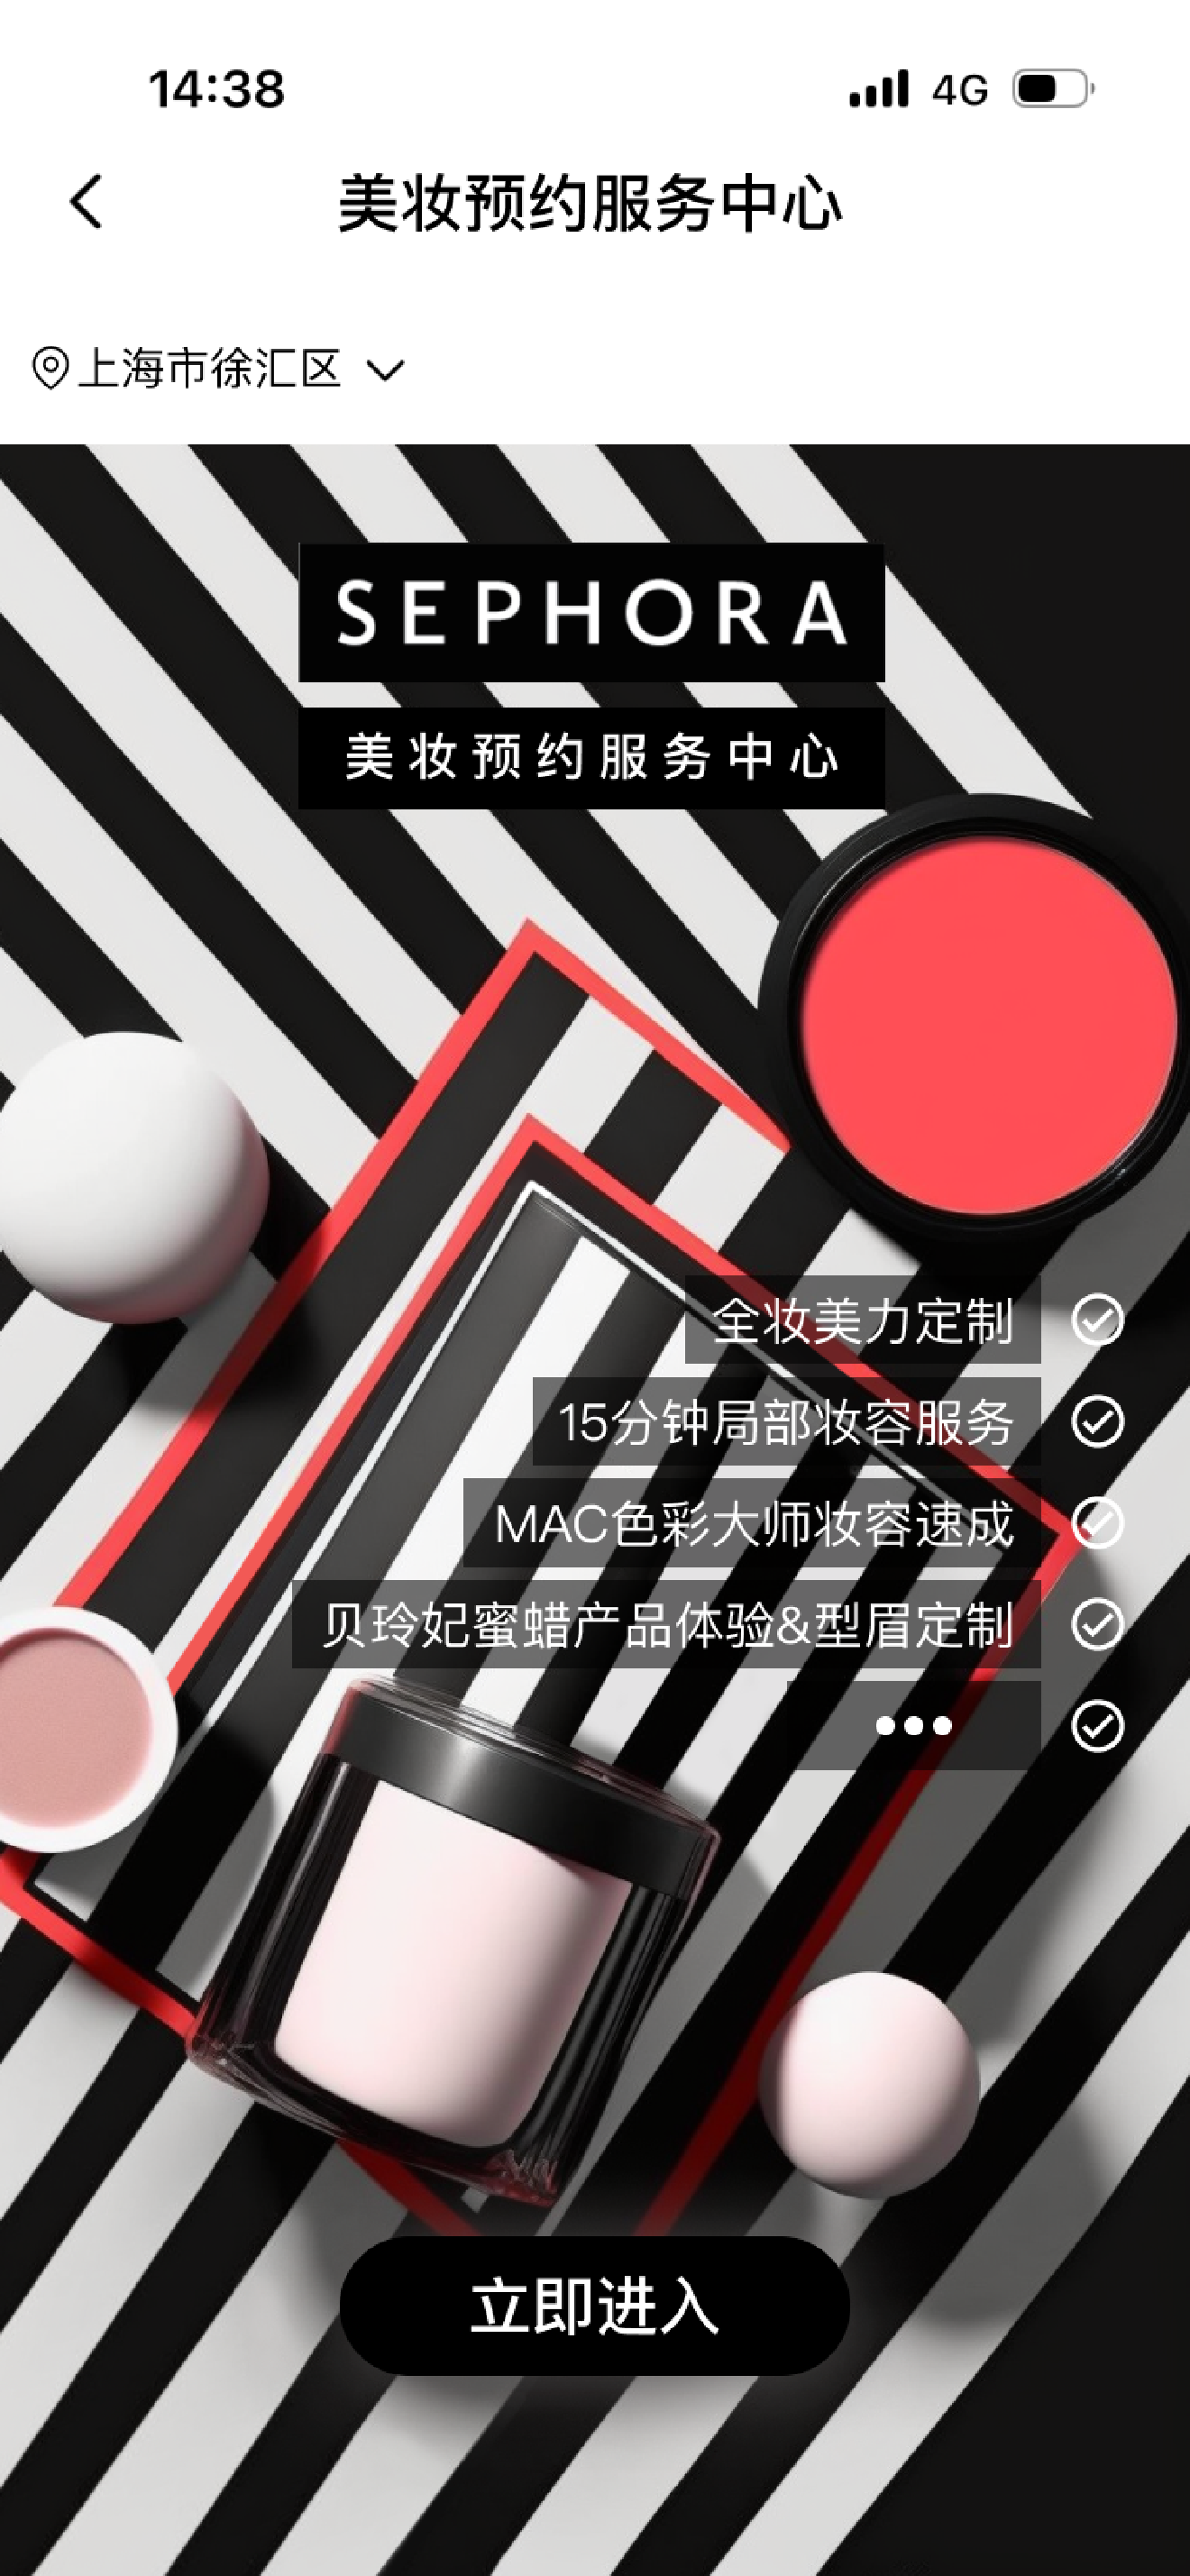 14:38
4G
美妆预约服务中心
上海市徐汇区
SEPHORA
美妆预约服务中心
全妆美力定制
15分钟局部妆容服务
MAC色彩大师妆容速成
贝玲妃蜜蜡产品体验&型眉定制
•••
立即进入